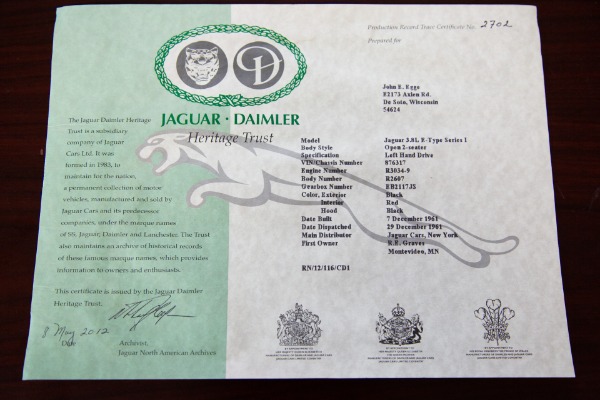 Production Record Trace Certificate No. 2702
Prepared for
John E. Eggs
E2173 Axlen Rd.
De Soto, Wisconsin
54624
JAGUAR · DAIMLER
Heritage Trust
The Jaguar Daimler Heritage
Trust is a subsidiary
company of Jaguar
Cars Ltd. It was
formed in 1983, to
maintain for the nation,
a permanent collection of motor
vehicles, manufactured and sold by
Jaguar Cars and its predecessor
companies, under the marque names
of SS, Jaguar, Daimler and Lanchester. The Trust
also maintains an archive of historical records
of these famous marque names, which provides
information to owners and enthusiasts.
This certificate is issued by the Jaguar Daimler
Heritage Trust.
8 May 2012
Date
Archivist,
Jaguar North American Archives
Model Jaguar 3.8L E-Type Series 1
Body Style Open 2-seater
Specification Left Hand Drive
VIN/Chassis Number 876317
Engine Number R3034-9
Body Number R2607
Gearbox Number EB2117JS
Color, Exterior Black
Interior Red
Hood Black
Date Built 7 December 1961
Date Dispatched 29 December 1961
Main Distributor Jaguar Cars, New York
First Owner R.E. Graves
Montevideo, MN
RN/12/116/CD1